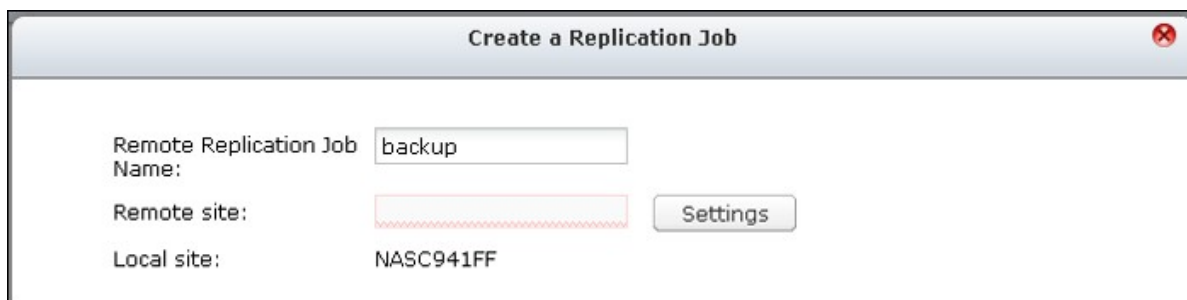 Create a Replication Job
Remote Replication Job
Name:
backup
Remote site:
Settings
Local site:
NASC941FF